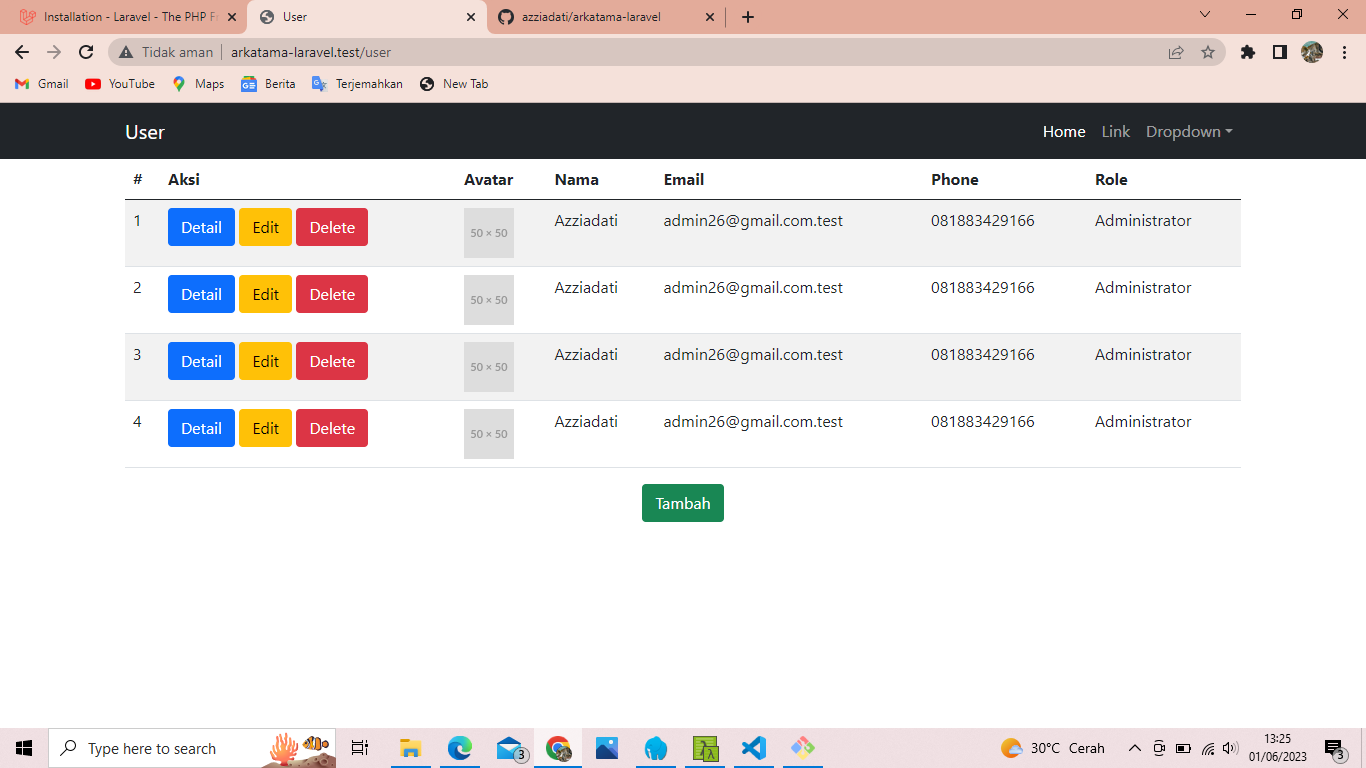 Installation - Laravel - The PHP Fr
User
azziadati/arkatama-laravel
Tidak aman
arkatama-laravel.test/user
Gmail
YouTube
Maps
Berita
Terjemahkan
New Tab
User
Home
Link
Dropdown
# Aksi Avatar Nama Email Phone Role
1 Detail Edit Delete 50 × 50 Azziadati admin26@gmail.com.test 081883429166 Administrator
2 Detail Edit Delete 50 × 50 Azziadati admin26@gmail.com.test 081883429166 Administrator
3 Detail Edit Delete 50 × 50 Azziadati admin26@gmail.com.test 081883429166 Administrator
4 Detail Edit Delete 50 × 50 Azziadati admin26@gmail.com.test 081883429166 Administrator
Tambah
Type here to search
3
30°C Cerah
13:25
01/06/2023
3